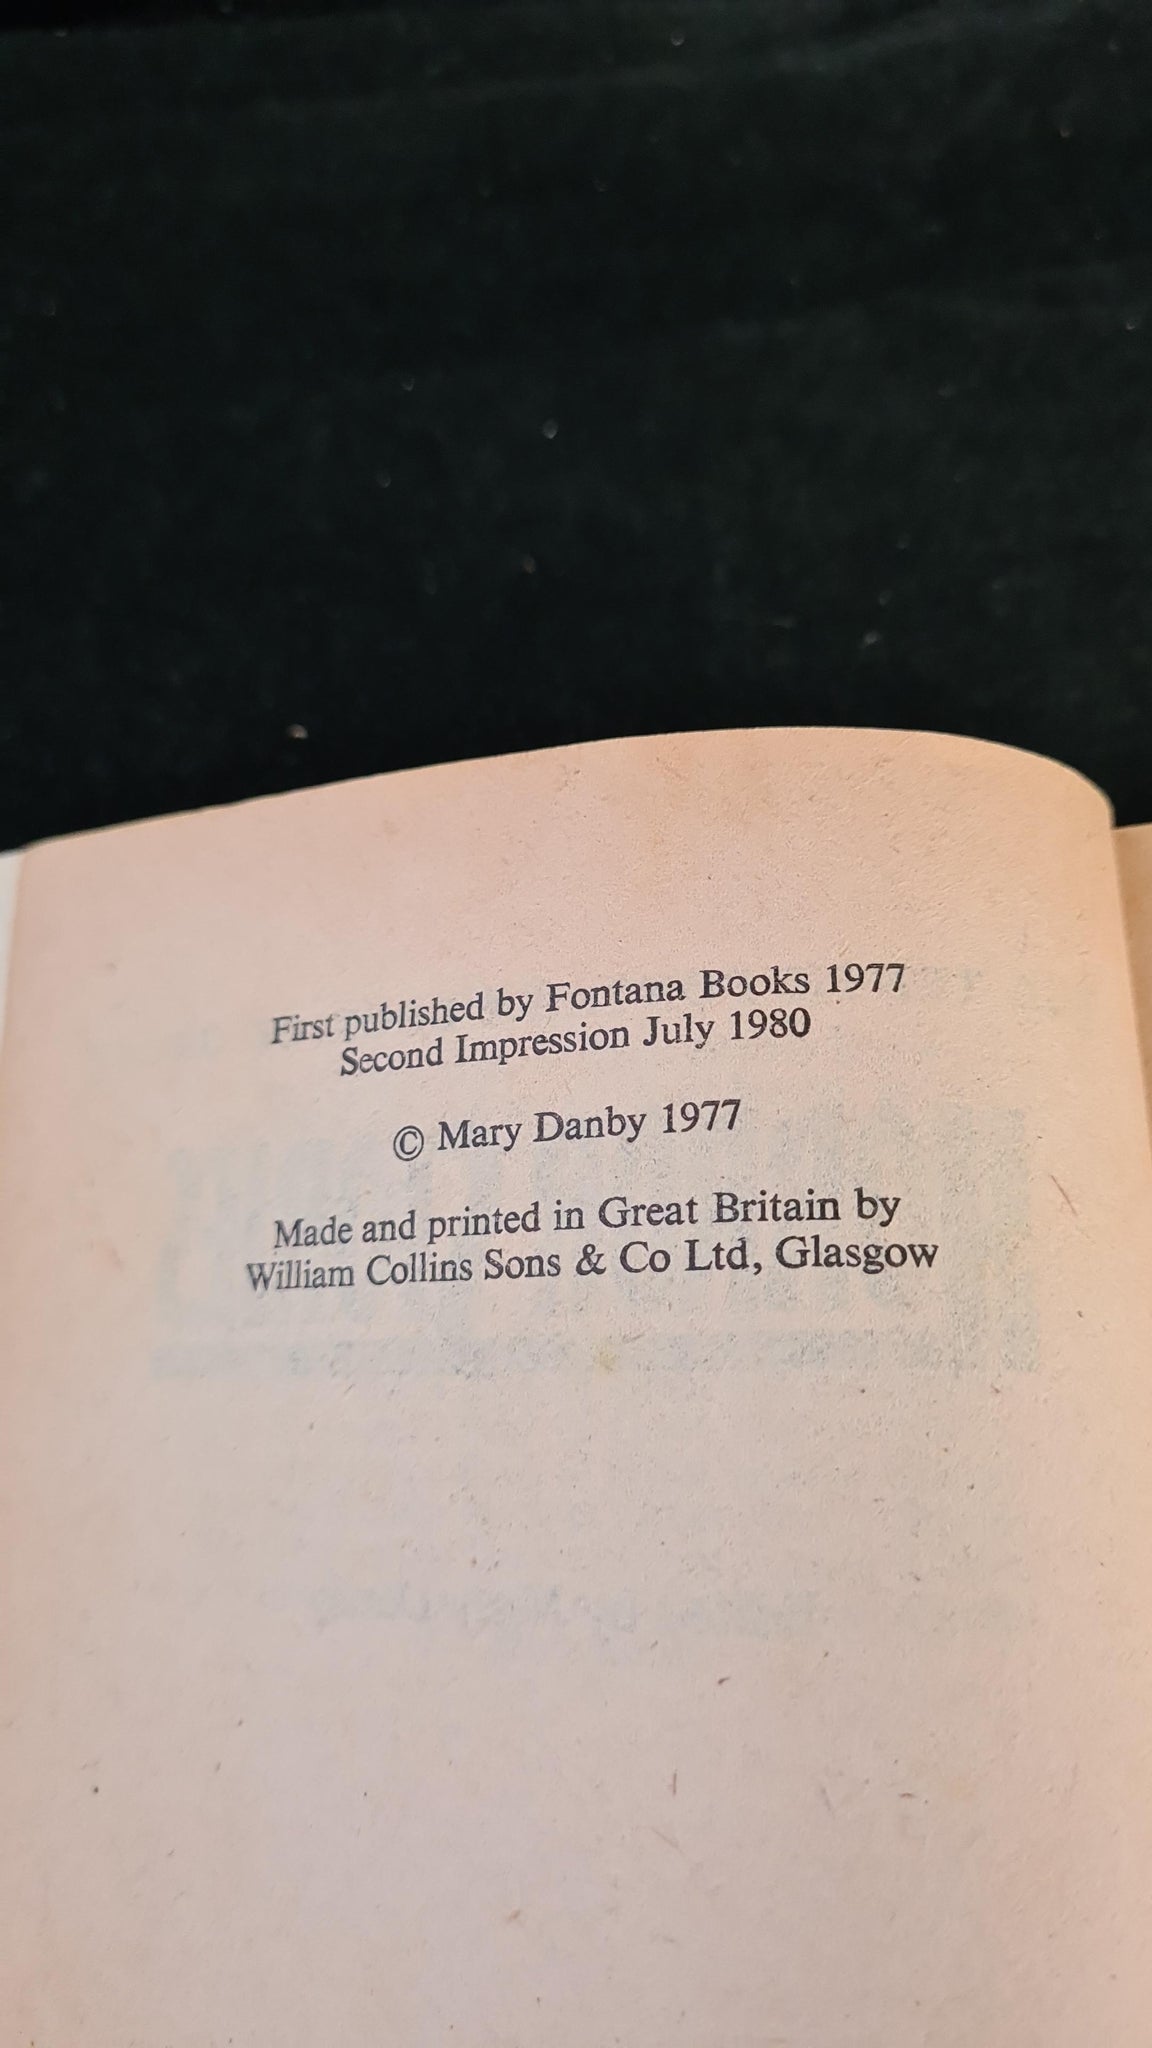 First published by Fontana Books 1977
Second Impression July 1980
© Mary Danby 1977
Made and printed in Great Britain by
William Collins Sons & Co Ltd, Glasgow